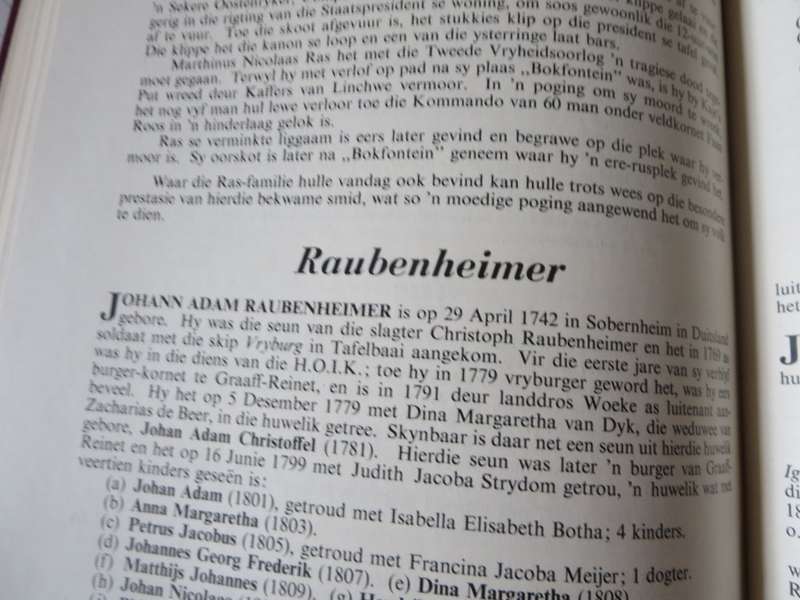 'n Sekere Oostenryker,
gerig in die rigting van die Staatspresident se woning, om soos gewoonlik die 12-uur
af te vuur. Toe die skoot afgevuur is, het stukkies klip op die president se tafel
Die klippe het die kanon se loop en een van die ysterringe laat bars.
Marthinus Nicolaas Ras het met die Tweede Vryheidsoorlog 'n tragiese dood
moet gegaan. Terwyl hy met verlof op pad na sy plaas „Bokfontein” was, is hy by
Put wreed deur Kaffers van Linchwe vermoor. In 'n poging om sy moord te
het nog vyf man hul lewe verloor toe die Kommando van 60 man onder veldkornet
Roos in 'n hinderlaag gelok is.
Ras se verminkte liggaam is eers later gevind en begrawe op die plek waar hy
moor is. Sy oorskot is later na „Bokfontein” geneem waar hy 'n ere-rusplek gevind het.
Waar die Ras-familie hulle vandag ook bevind kan hulle trots wees op die besondere
prestasie van hierdie bekwame smid, wat so 'n moedige poging aangewend het om sy volk
te dien.
Raubenheimer
JOHANN ADAM RAUBENHEIMER is op 29 April 1742 in Sobernheim in Duitsland
gebore. Hy was die seun van die slagter Christoph Raubenheimer en het in 1769 as
soldaat met die skip Vryburg in Tafelbaai aangekom. Vir die eerste jare van sy verblyf
was hy in die diens van die H.O.I.K.; toe hy in 1779 vryburger geword het, was hy eers
burger-kornet te Graaff-Reinet, en is in 1791 deur landdros Woeke as luitenant aan-
beveel. Hy het op 5 Desember 1779 met Dina Margaretha van Dyk, die weduwee van
Zacharias de Beer, in die huwelik getree. Skynbaar is daar net een seun uit hierdie huwelik
gebore, Johan Adam Christoffel (1781). Hierdie seun was later 'n burger van Graaff-
Reinet en het op 16 Junie 1799 met Judith Jacoba Strydom getrou, 'n huwelik wat met
veertien kinders geseën is:
(a) Johan Adam (1801), getroud met Isabella Elisabeth Botha; 4 kinders.
(b) Anna Margaretha (1803).
(c) Petrus Jacobus (1805), getroud met Francina Jacoba Meijer; 1 dogter.
(d) Johannes Georg Frederik (1807). (e) Dina Margaretha (1808).
(f) Matthijs Johannes (1809). (g)
(h) Johan Nicolaas
luit
het
J
hu
Ig
di
18
o.
w
R